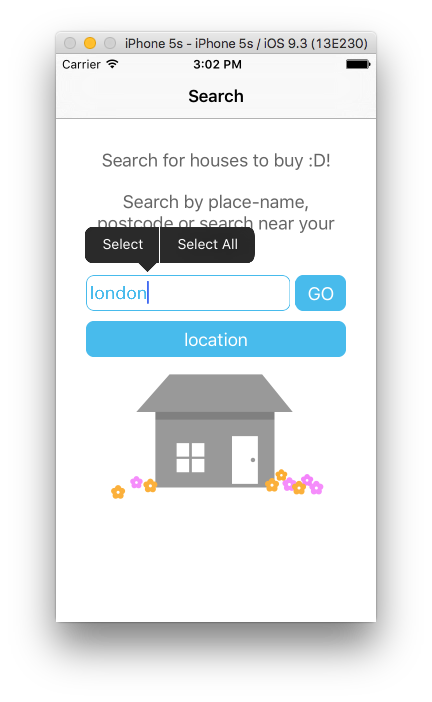 iPhone 5s - iPhone 5s / iOS 9.3 (13E230)
Carrier 3:02 PM
Search
Search for houses to buy :D!
Search by place-name,
postcode or search near your
Select Select All
london GO
location